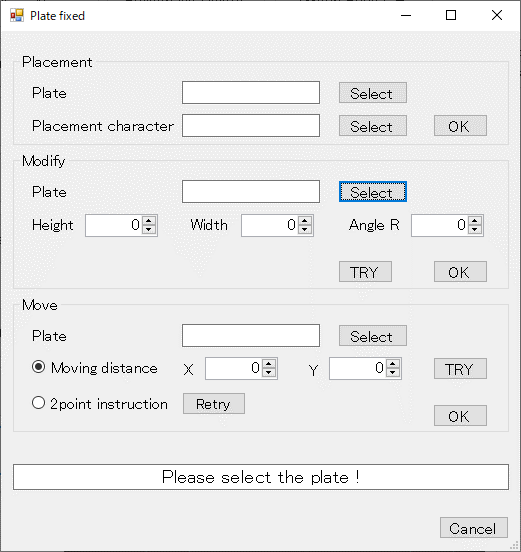 Plate fixed
Placement
Plate Select
Placement character Select OK
Modify
Plate Select
Height 0 Width 0 Angle R 0
TRY OK
Move
Plate Select
Moving distance X 0 Y 0 TRY
2point instruction Retry
OK
Please select the plate !
Cancel